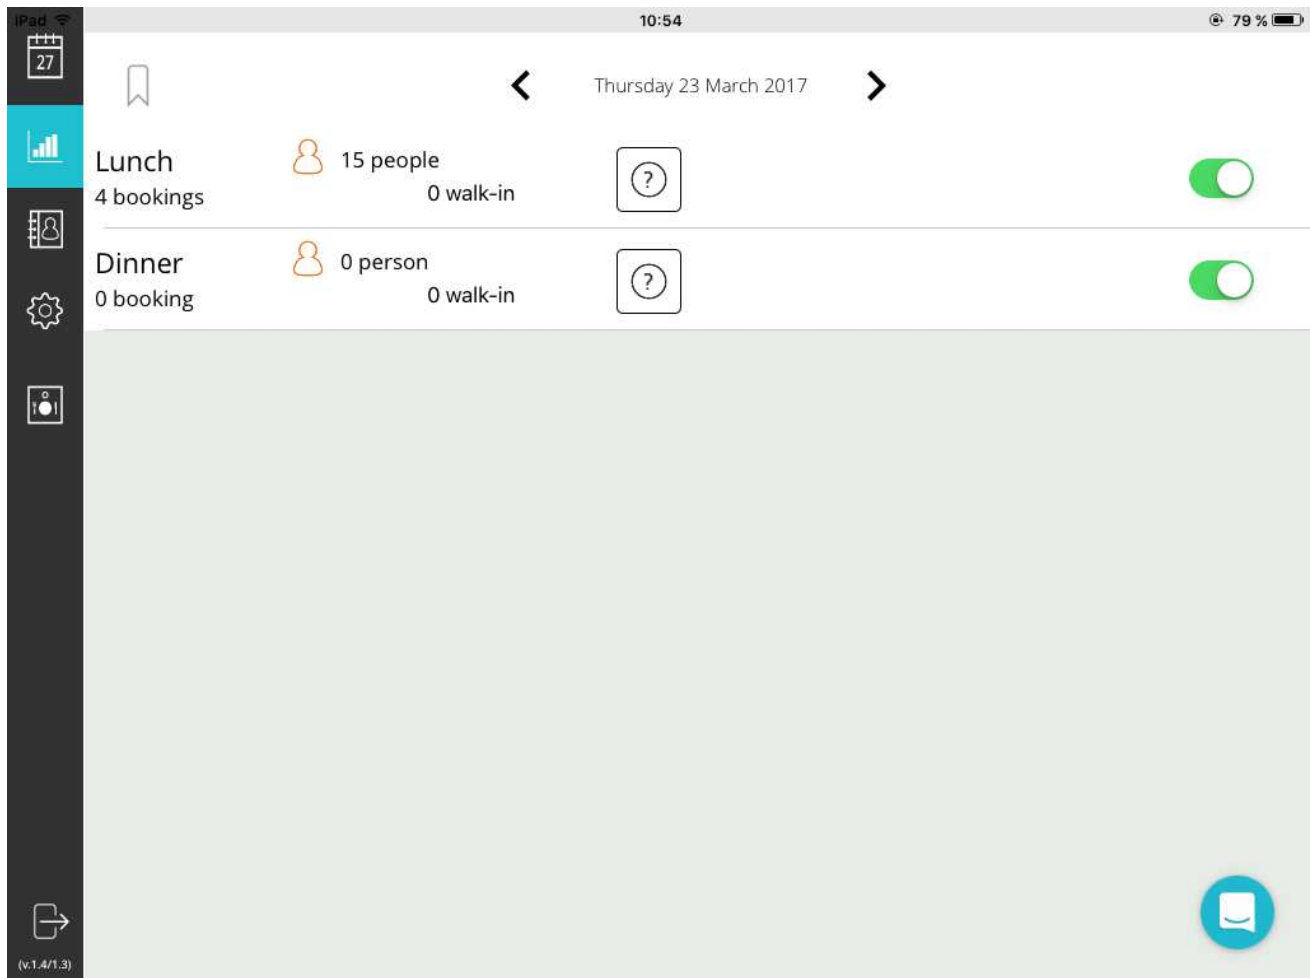 iPad 10:54 79 %
27
Thursday 23 March 2017
Lunch 15 people ?
4 bookings 0 walk-in
Dinner 0 person ?
0 booking 0 walk-in
(v.1.4/1.3)